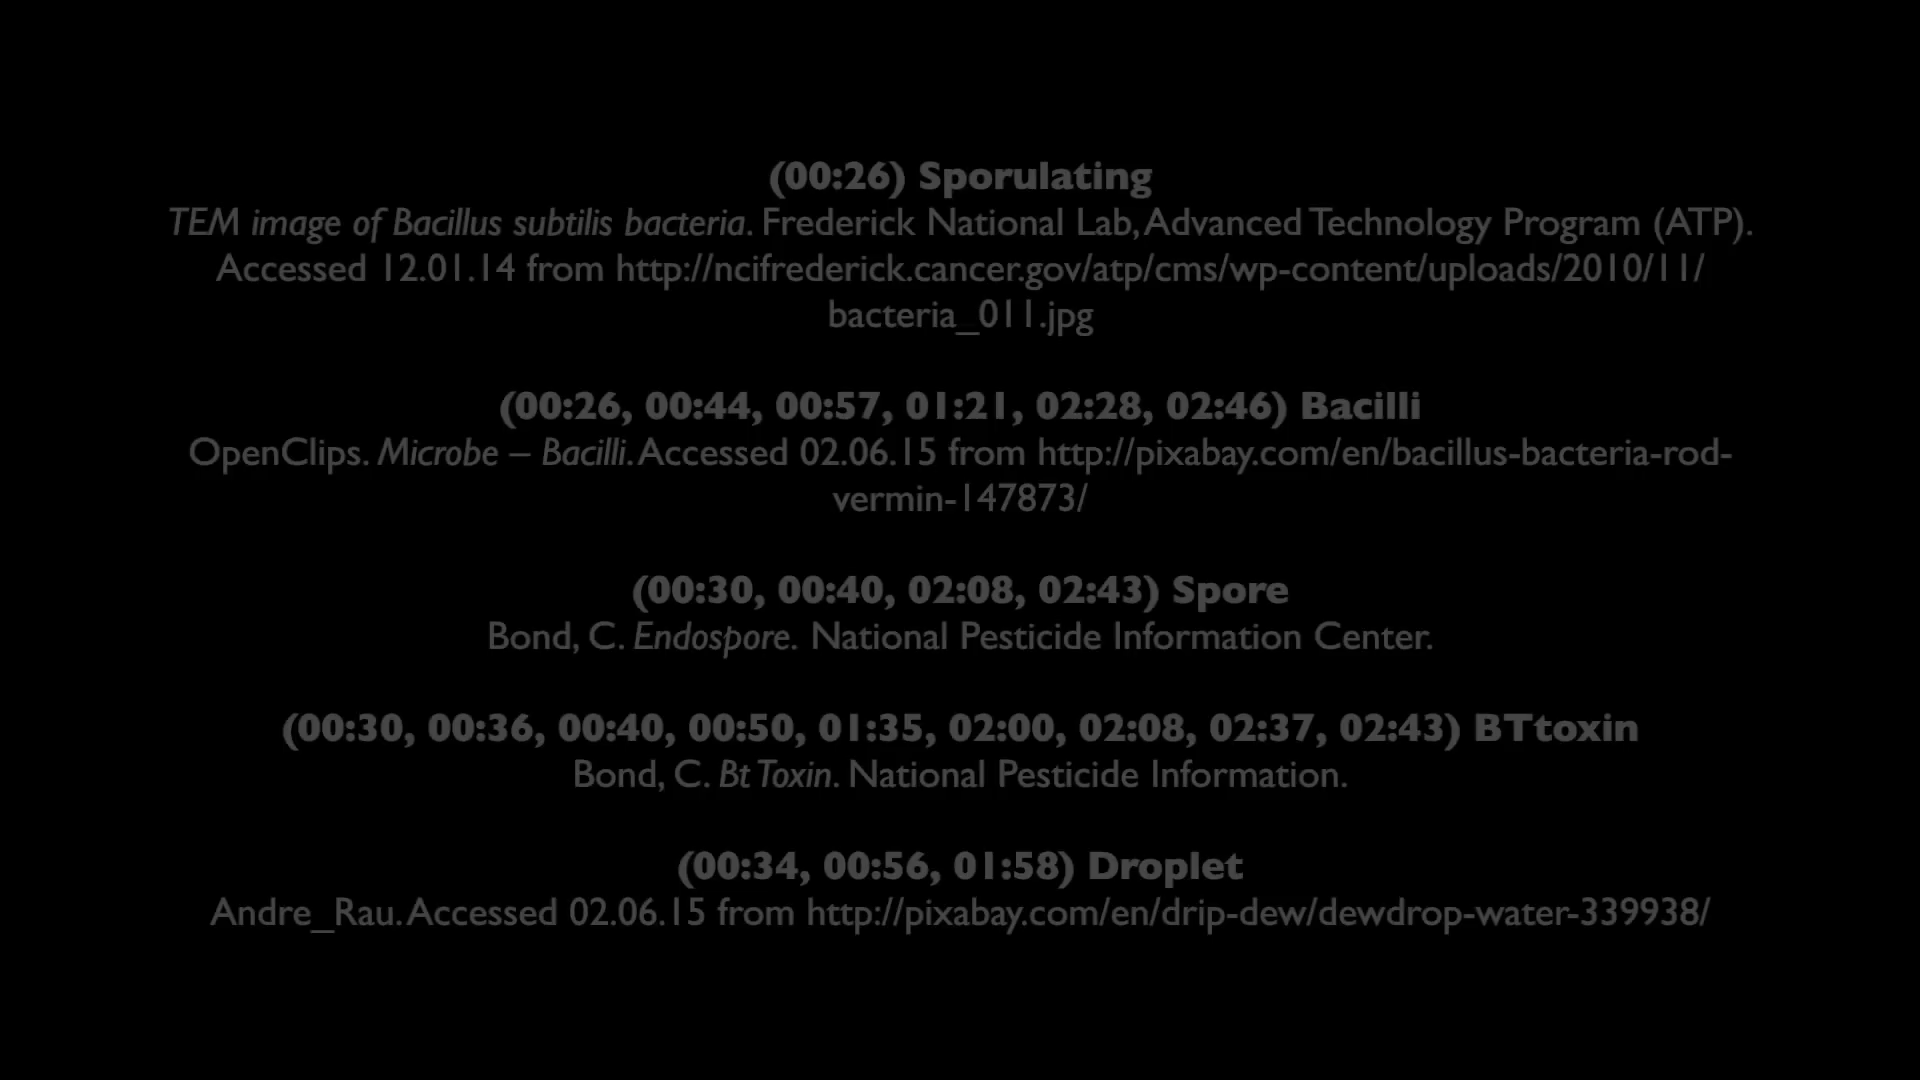 (00:26) Sporulating
TEM image of Bacillus subtilis bacteria. Frederick National Lab, Advanced Technology Program (ATP).
Accessed 12.01.14 from http://ncifrederick.cancer.gov/atp/cms/wp-content/uploads/2010/11/
bacteria_011.jpg
(00:26, 00:44, 00:57, 01:21, 02:28, 02:46) Bacilli
OpenClips. Microbe – Bacilli. Accessed 02.06.15 from http://pixabay.com/en/bacillus-bacteria-rod-
vermin-147873/
(00:30, 00:40, 02:08, 02:43) Spore
Bond, C. Endospore. National Pesticide Information Center.
(00:30, 00:36, 00:40, 00:50, 01:35, 02:00, 02:08, 02:37, 02:43) BTtoxin
Bond, C. Bt Toxin. National Pesticide Information.
(00:34, 00:56, 01:58) Droplet
Andre_Rau. Accessed 02.06.15 from http://pixabay.com/en/drip-dew/dewdrop-water-339938/